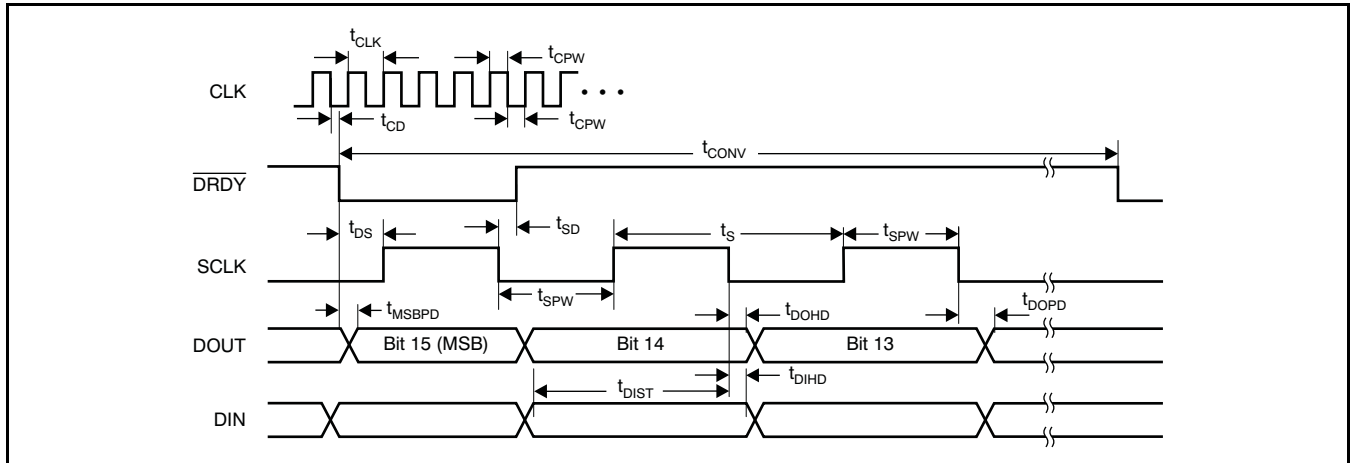 tCLK
tCPW
CLK
• • •
tCD
tCPW
tCONV
DRDY
tDS
tSD
tS
tSPW
SCLK
tSPW
tMSBPD
tDOHD
tDOPD
DOUT
Bit 15 (MSB)
Bit 14
Bit 13
tDIST
tDIHD
DIN